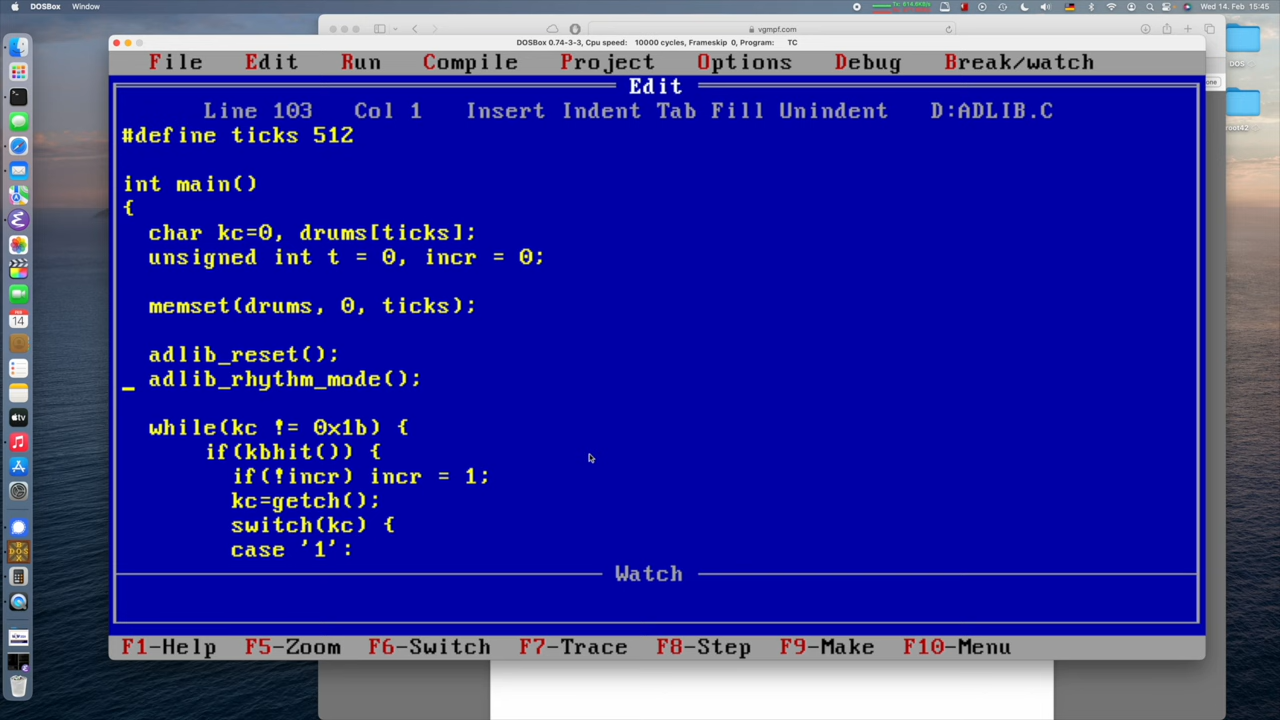 DOSBox Window
Wed 14. Feb 15:45
vgmpf.com
DOSBox 0.74-3-3, Cpu speed: 10000 cycles, Frameskip 0, Program: TC
File Edit Run Compile Project Options Debug Break/watch
Edit
Line 103 Col 1 Insert Indent Tab Fill Unindent D:ADLIB.C
#define ticks 512
int main()
{
char kc=0, drums[ticks];
unsigned int t = 0, incr = 0;
memset(drums, 0, ticks);
adlib_reset();
_ adlib_rhythm_mode();
while(kc != 0x1b) {
if(kbhit()) {
if(!incr) incr = 1;
kc=getch();
switch(kc) {
case '1':
Watch
F1-Help F5-Zoom F6-Switch F7-Trace F8-Step F9-Make F10-Menu